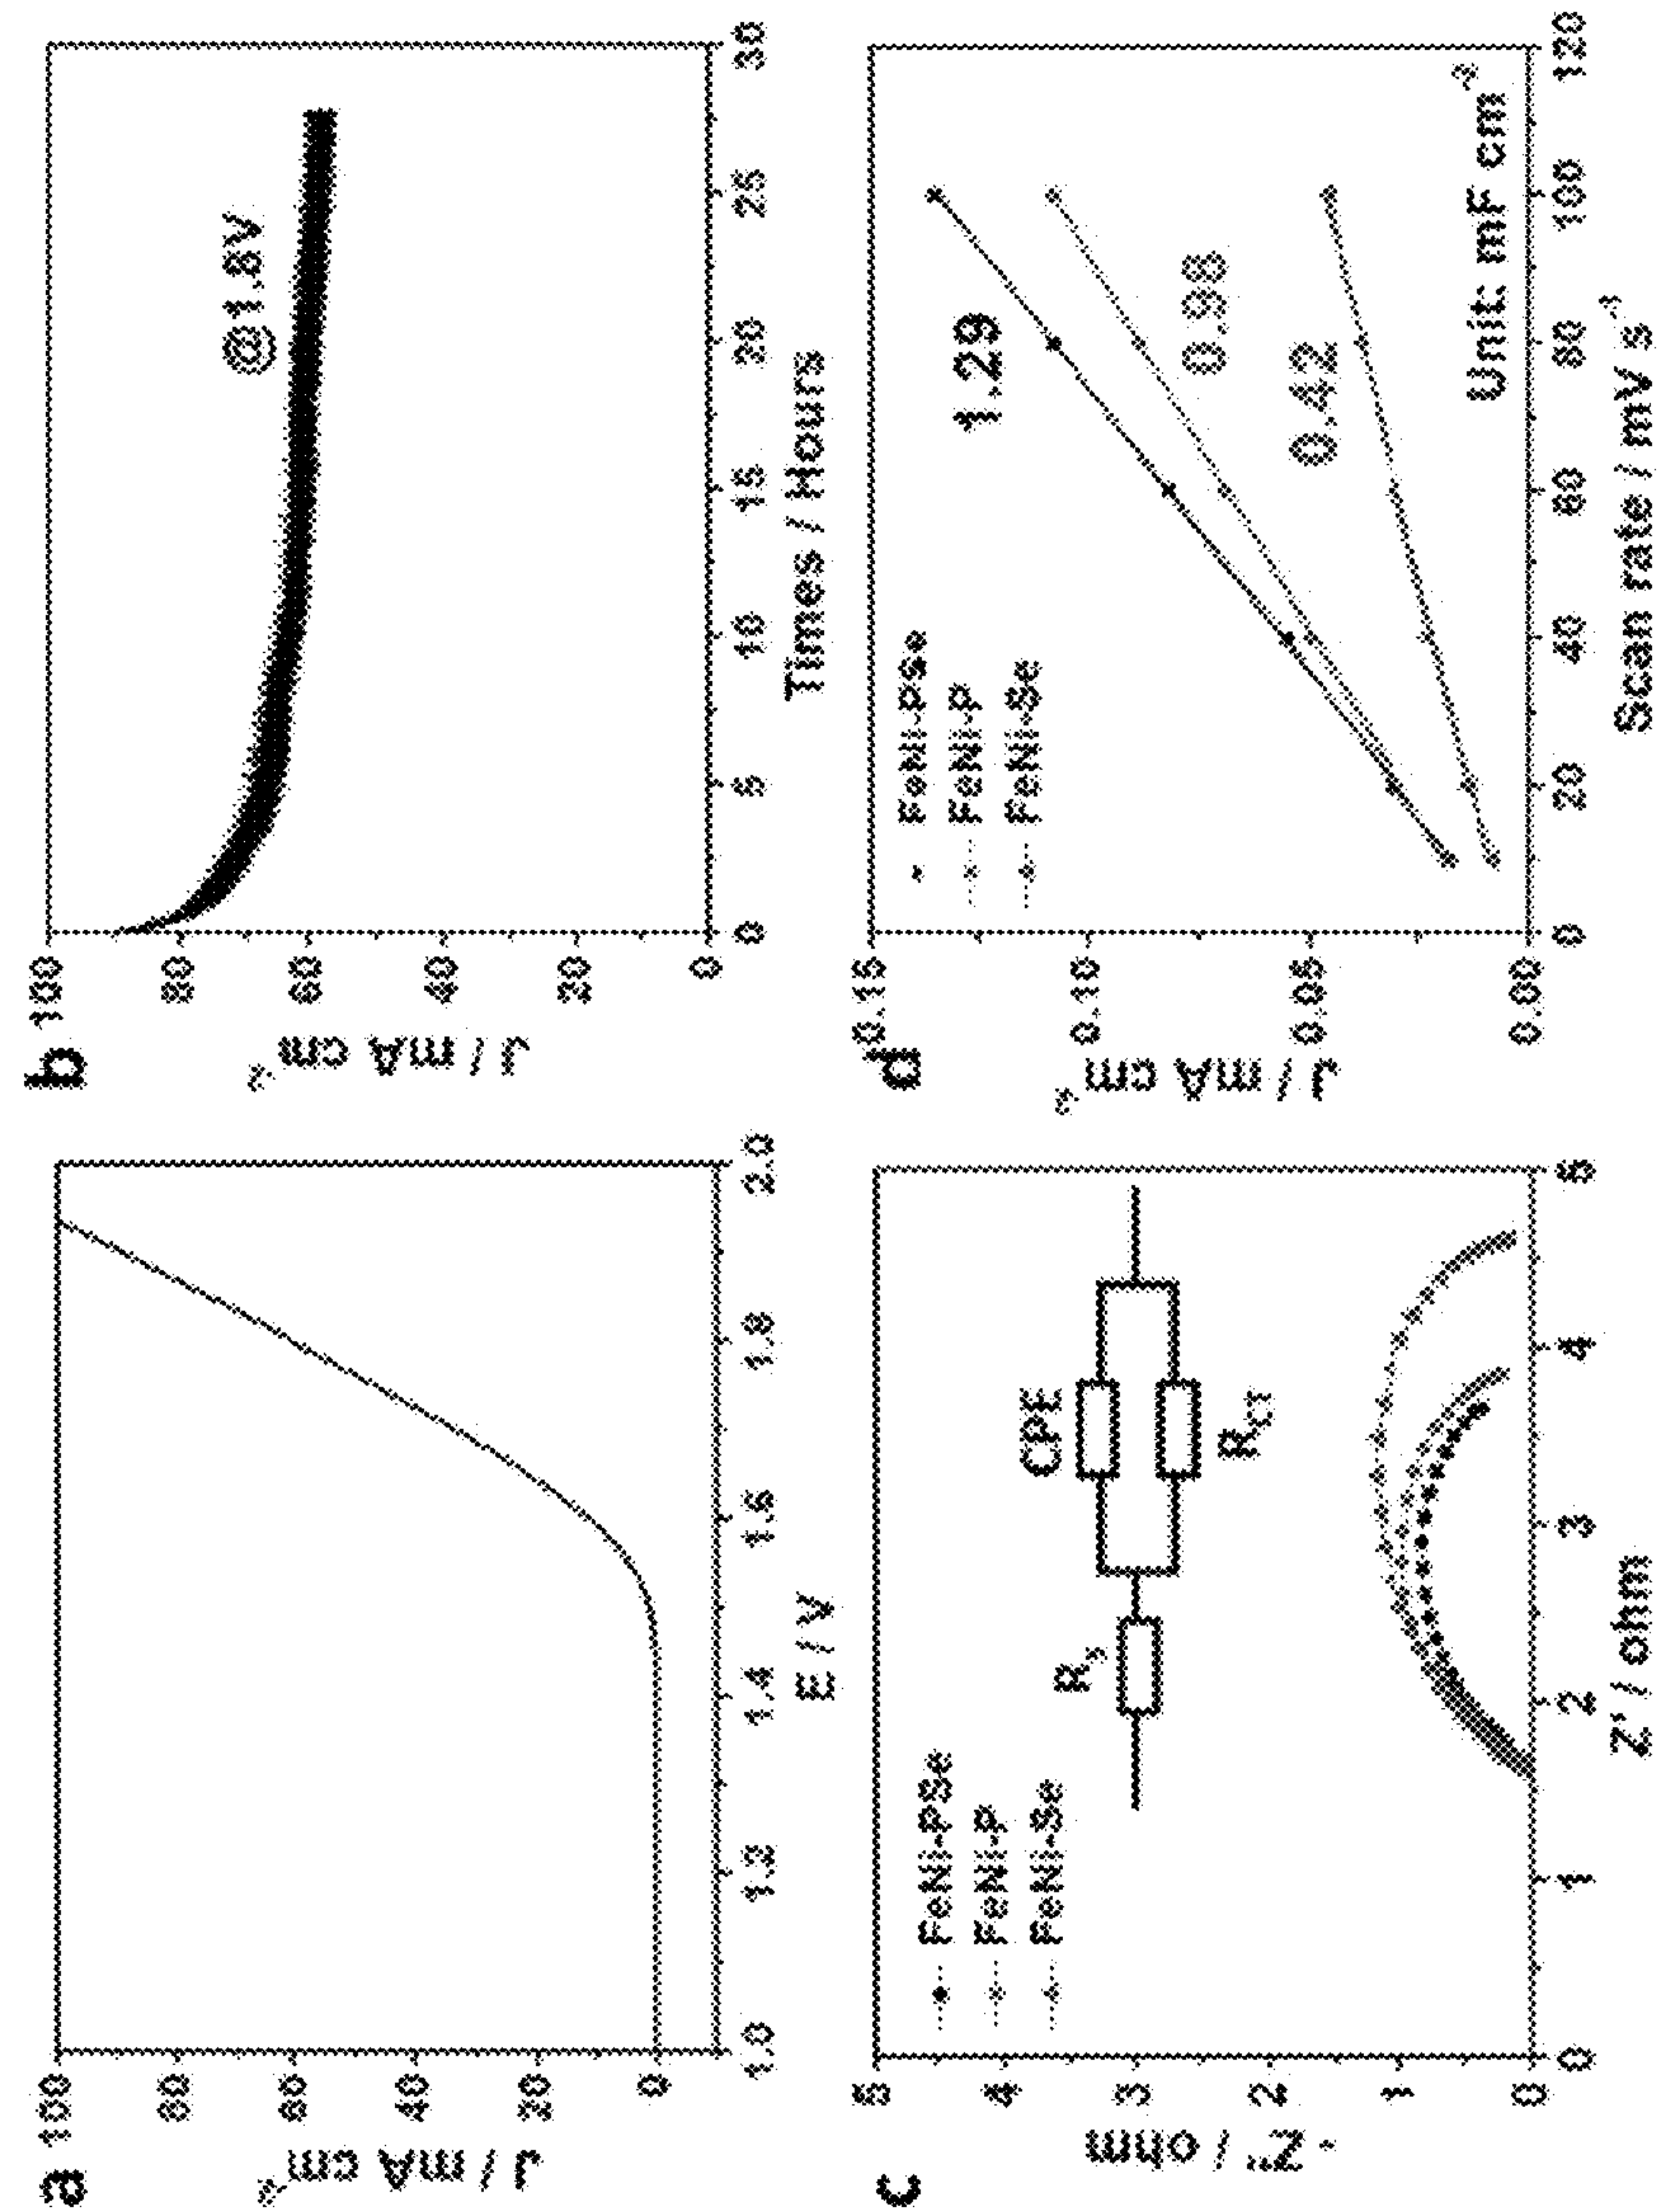 a
100
80
60
40
20
0
J / mA cm-2
1.0 1.2 1.4 1.6 1.8 2.0
E / V
b
100
80
60
40
20
0
J / mA cm-2
@1.8V
0 5 10 15 20 25 30
Times / Hours
c
5
4
3
2
1
0
- Z" / ohm
FeNi-PSe
FeNi-P
FeNi-Se
Rs
CPE
RCT
0 1 2 3 4 5
Z' / ohm
d
0.15
0.10
0.05
0.00
J / mA cm-2
FeNi-PSe
FeNi-P
FeNi-Se
1.29
0.98
0.42
Unit: mF cm-2
0 20 40 60 80 100 120
Scan rate / mV s-1